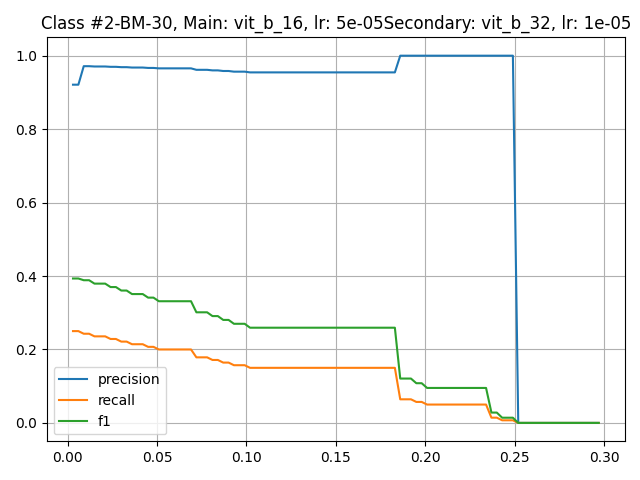 Class #2-BM-30, Main: vit_b_16, lr: 5e-05Secondary: vit_b_32, lr: 1e-05
1.0
0.8
0.6
0.4
0.2
0.0
precision
recall
f1
0.00 0.05 0.10 0.15 0.20 0.25 0.30